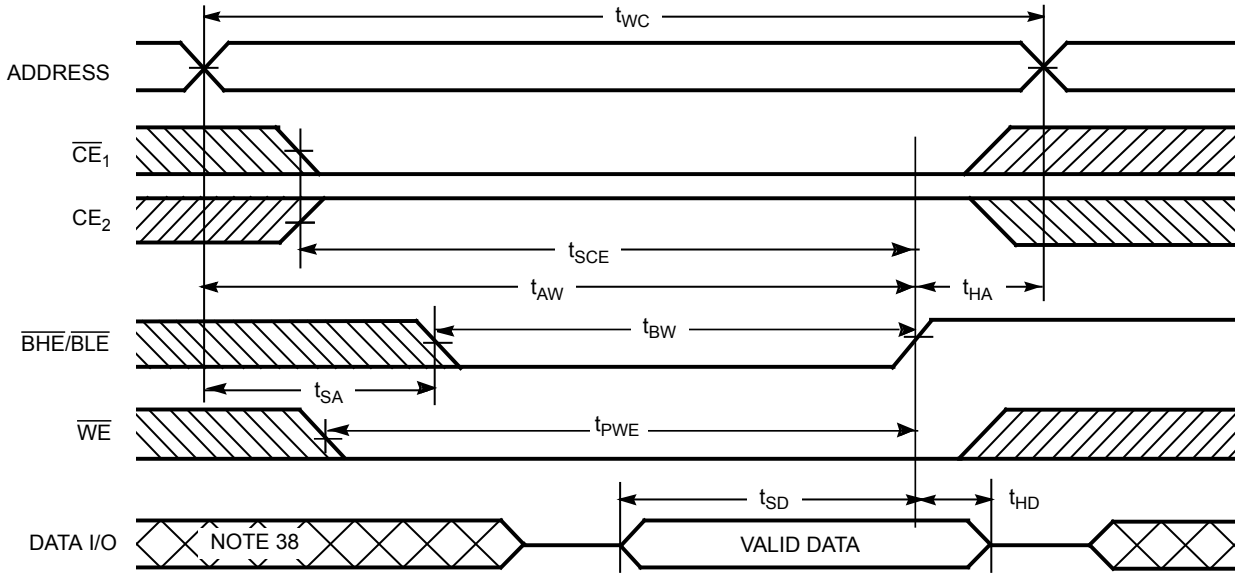 tWC
ADDRESS
CE1
CE2
tSCE
tAW
tHA
BHE/BLE
tBW
tSA
WE
tPWE
tSD
tHD
DATA I/O
NOTE 38
VALID DATA